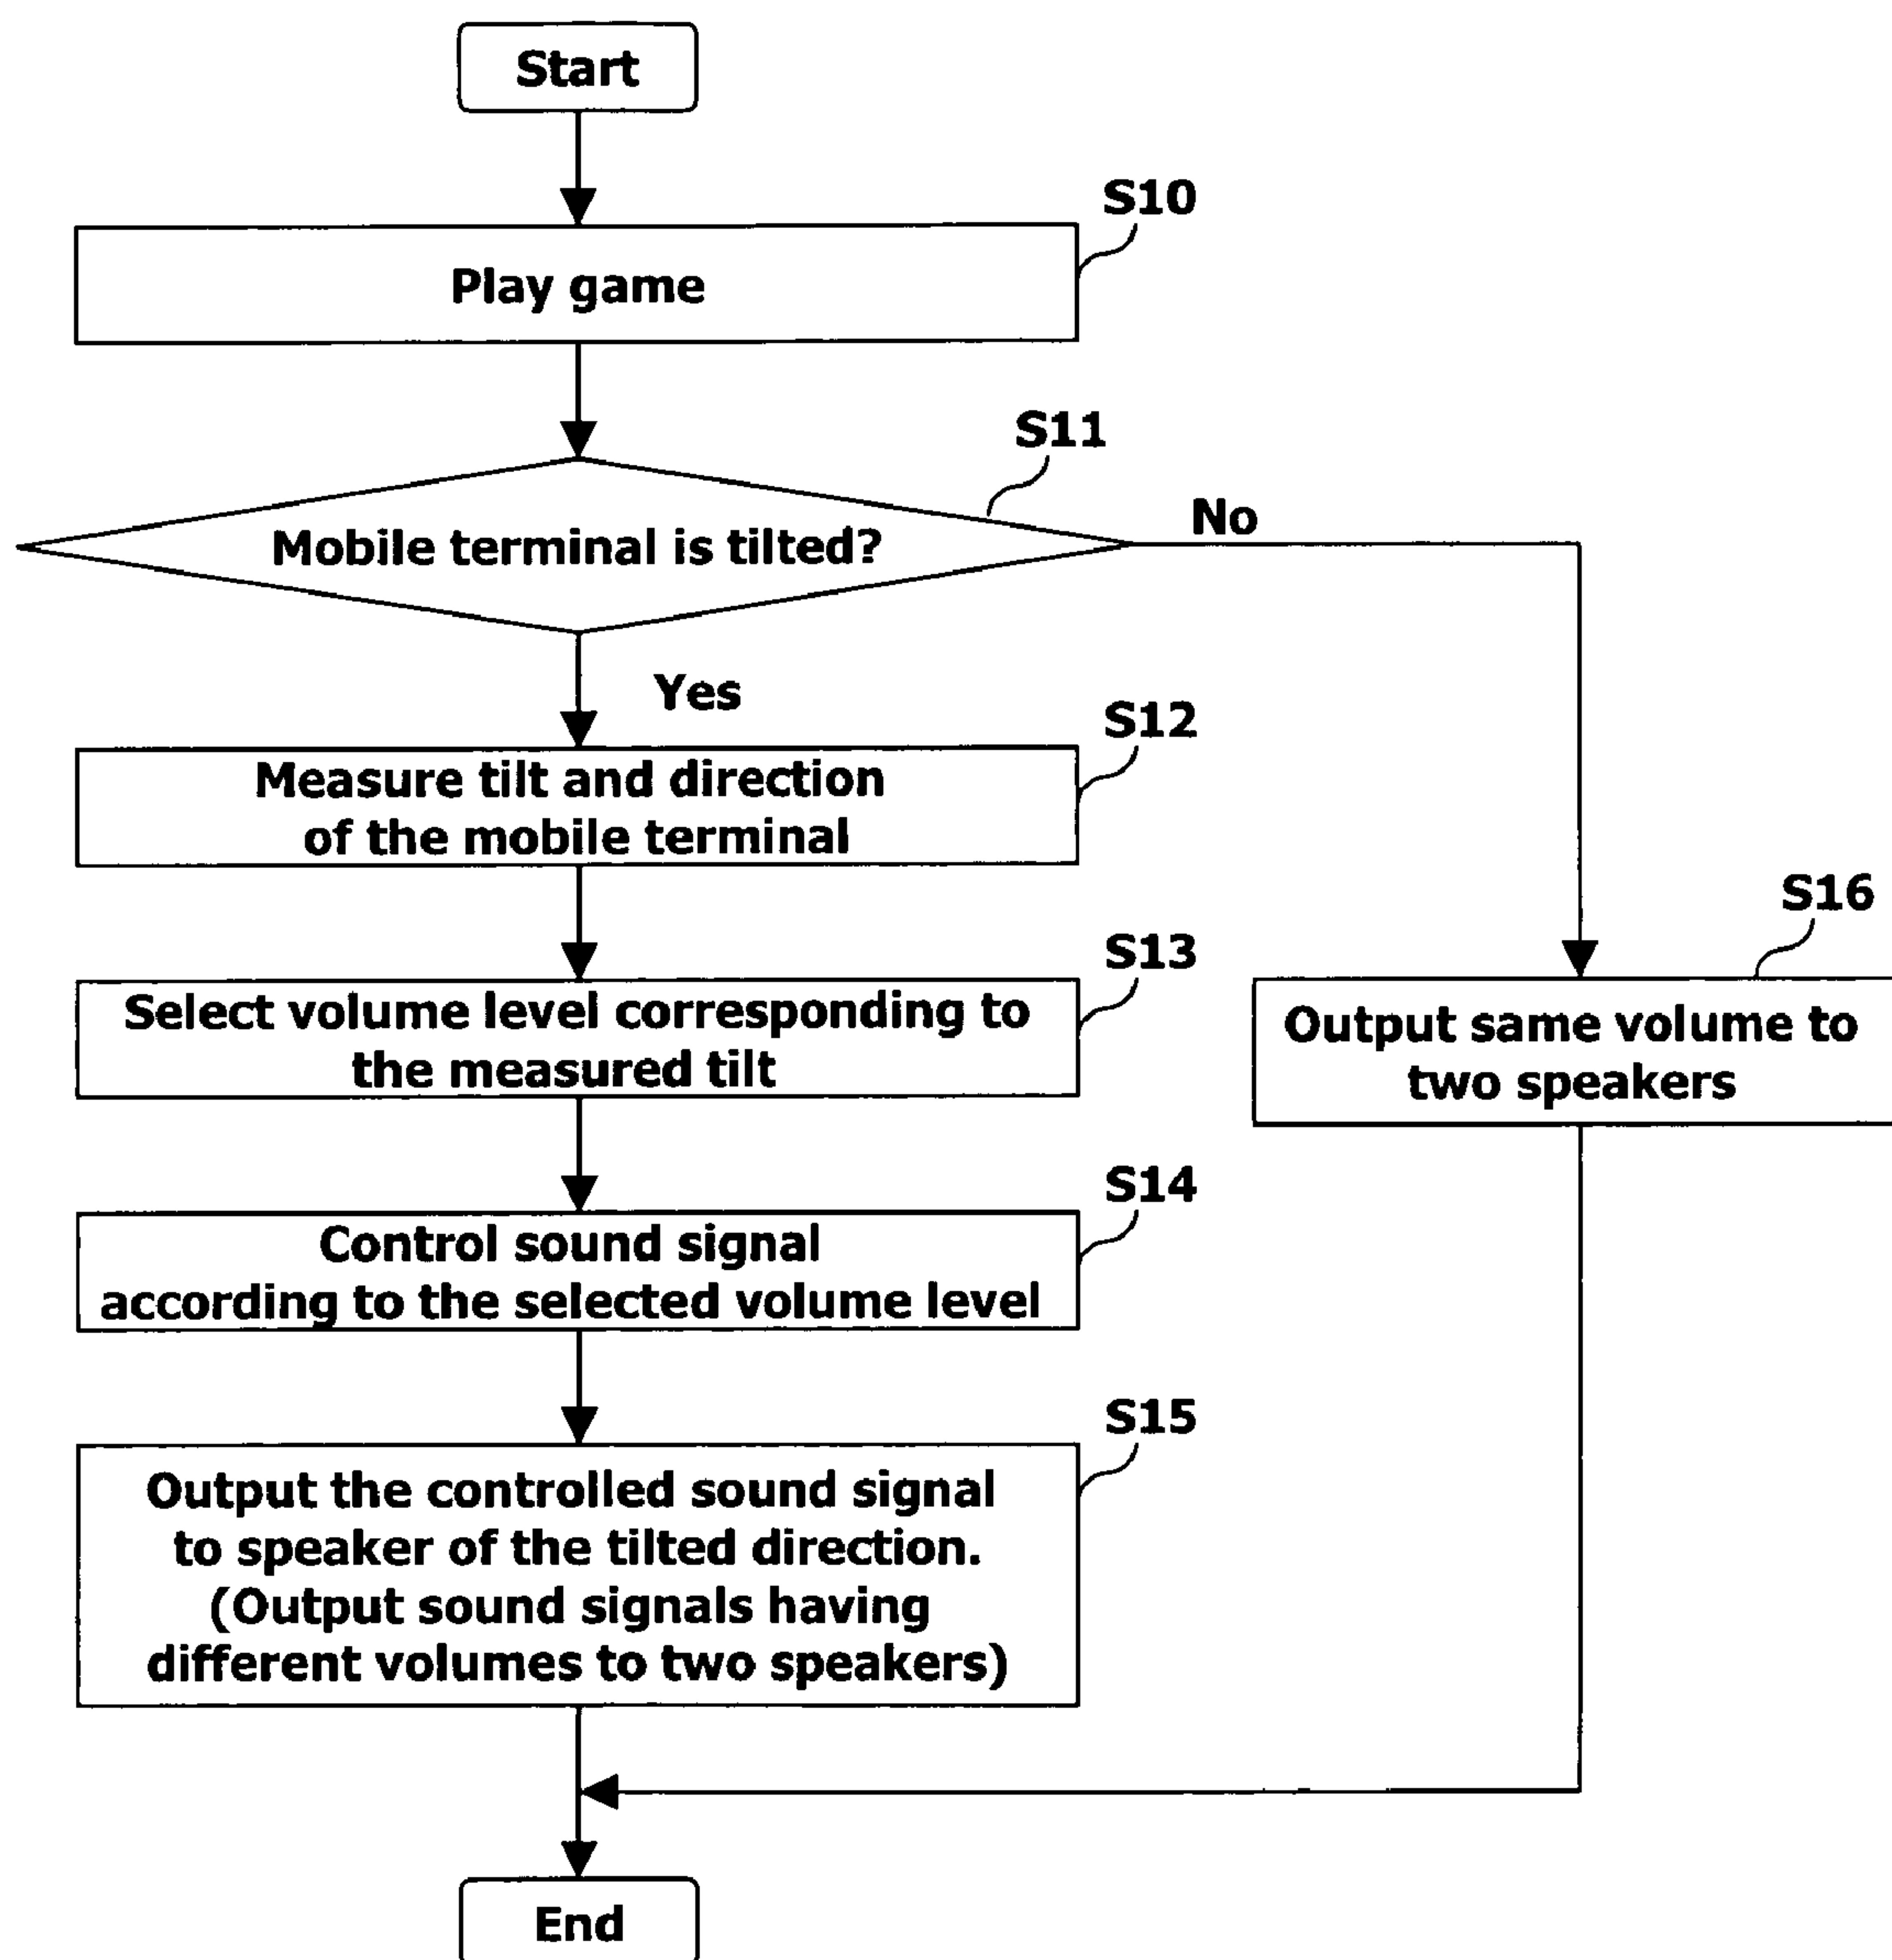 Start
S10
Play game
S11
Mobile terminal is tilted?
No
Yes
S12
Measure tilt and direction
of the mobile terminal
S13
Select volume level corresponding to
the measured tilt
S16
Output same volume to
two speakers
S14
Control sound signal
according to the selected volume level
S15
Output the controlled sound signal
to speaker of the tilted direction.
(Output sound signals having
different volumes to two speakers)
End